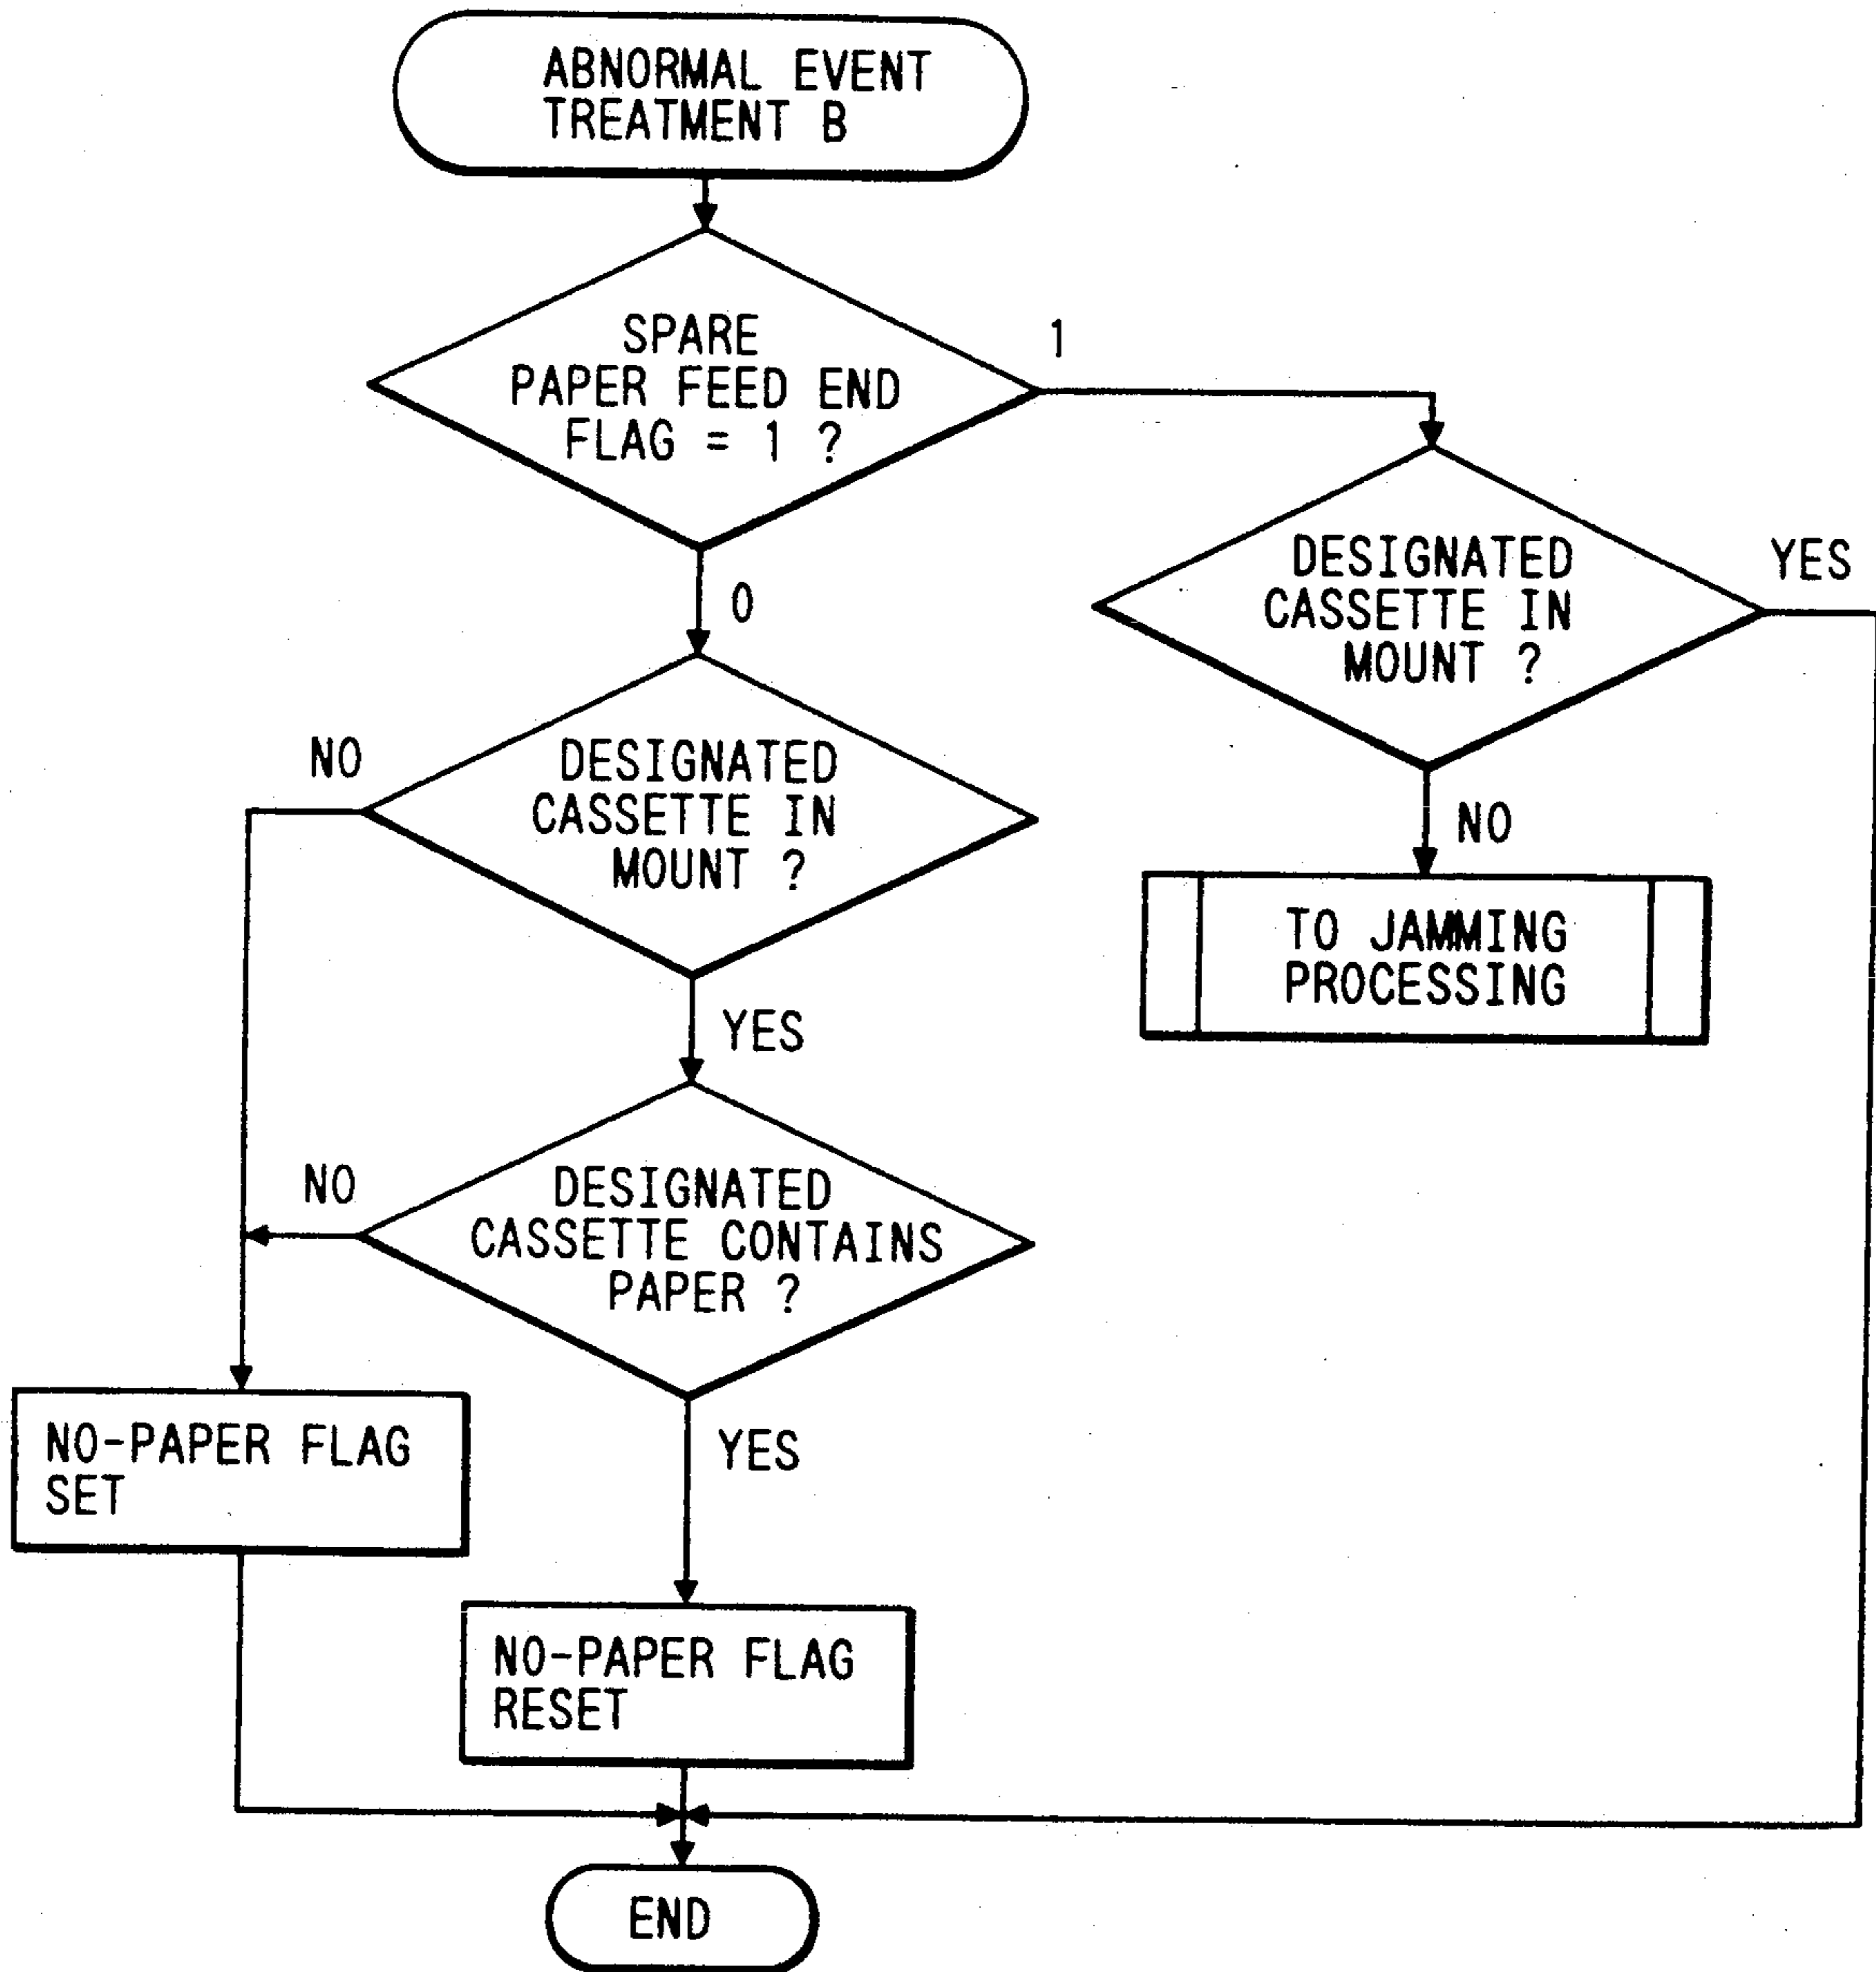 ABNORMAL EVENT
TREATMENT B
SPARE
PAPER FEED END
FLAG = 1 ?
1
0
DESIGNATED
CASSETTE IN
MOUNT ?
YES
NO
TO JAMMING
PROCESSING
DESIGNATED
CASSETTE IN
MOUNT ?
NO
YES
DESIGNATED
CASSETTE CONTAINS
PAPER ?
NO
YES
NO-PAPER FLAG
SET
NO-PAPER FLAG
RESET
END